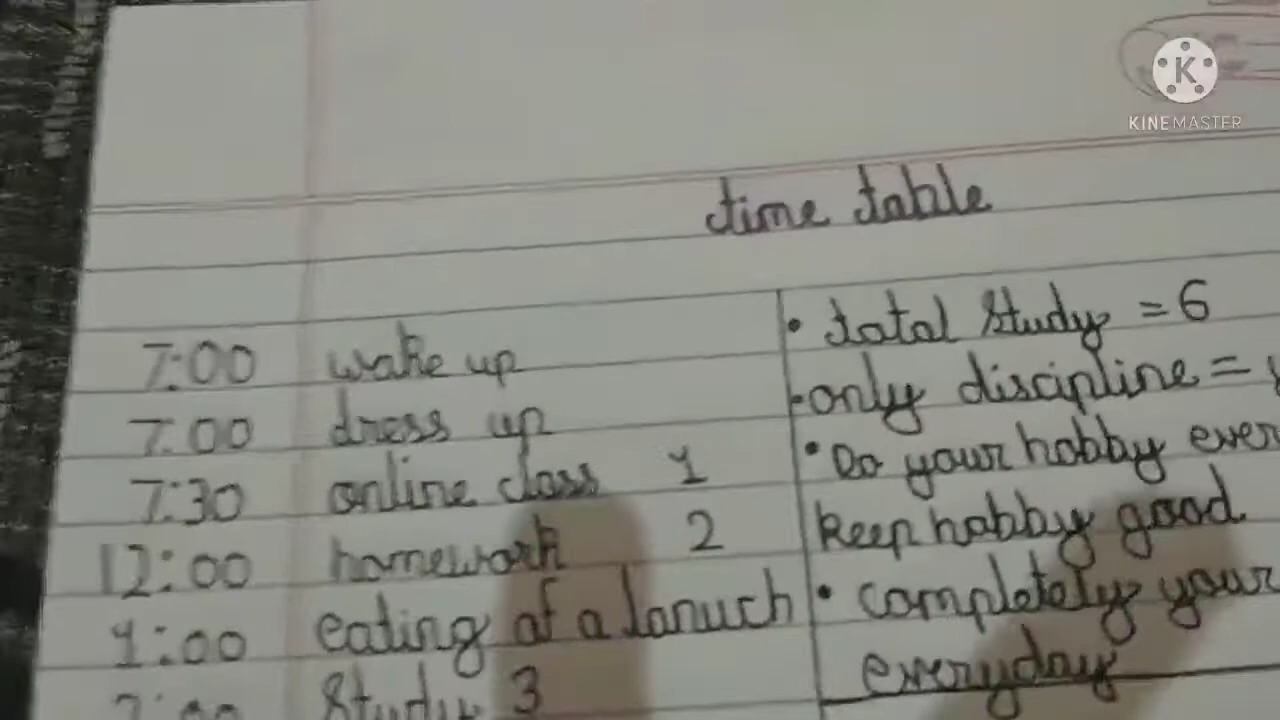 KINEMASTER
time table
7:00 wake up
7:00 dress up
7:30 online class 1
12:00 homework 2
1:00 eating of a lanuch
study 3
• total study = 6
• only discipline =
• Do your hobby
keep hobby good
• completely your
everyday